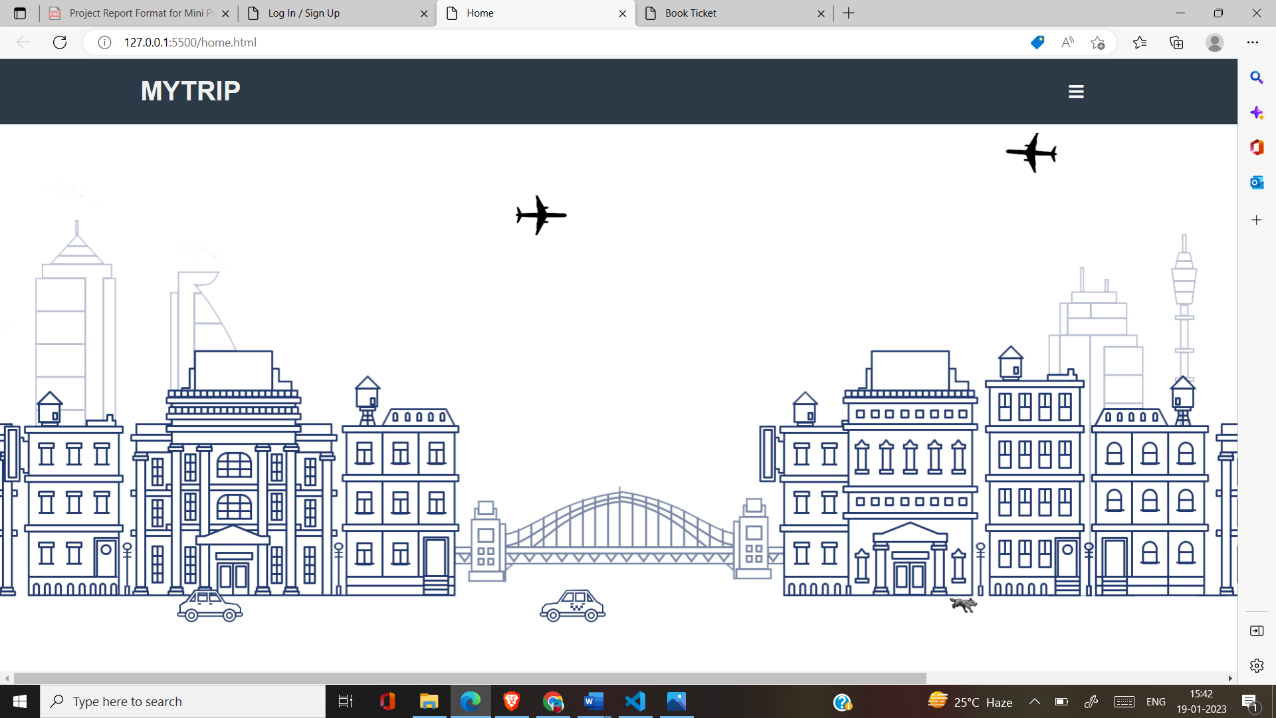 Project Report Format for Mini P
Log In / Sign Up
Home
Book Ticket
127.0.0.1:5500/home.html
MYTRIP
Type here to search
25°C Haze
ENG
15:42
19-01-2023